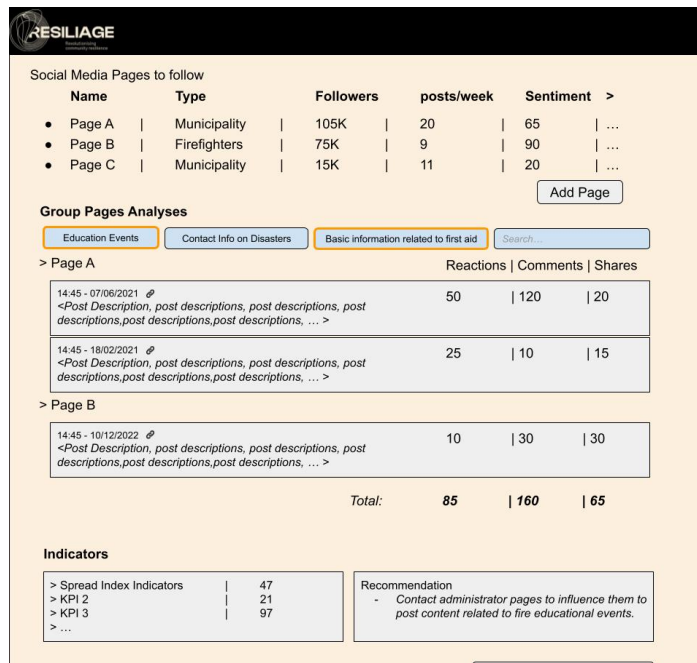 RESILIAGE
Revolutionizing
community resilience
Social Media Pages to follow
Name Type Followers posts/week Sentiment >
● Page A | Municipality | 105K | 20 | 65 | ...
● Page B | Firefighters | 75K | 9 | 90 | ...
● Page C | Municipality | 15K | 11 | 20 | ...
Add Page
Group Pages Analyses
Education Events Contact Info on Disasters Basic information related to first aid Search...
> Page A Reactions | Comments | Shares
14:45 - 07/06/2021
<Post Description, post descriptions, post descriptions, post 50 | 120 | 20
descriptions,post descriptions,post descriptions, ... >
14:45 - 18/02/2021
<Post Description, post descriptions, post descriptions, post 25 | 10 | 15
descriptions,post descriptions,post descriptions, ... >
> Page B
14:45 - 10/12/2022
<Post Description, post descriptions, post descriptions, post 10 | 30 | 30
descriptions,post descriptions,post descriptions, ... >
Total: 85 | 160 | 65
Indicators
> Spread Index Indicators | 47
> KPI 2 | 21
> KPI 3 | 97
> ...
Recommendation
- Contact administrator pages to influence them to
post content related to fire educational events.